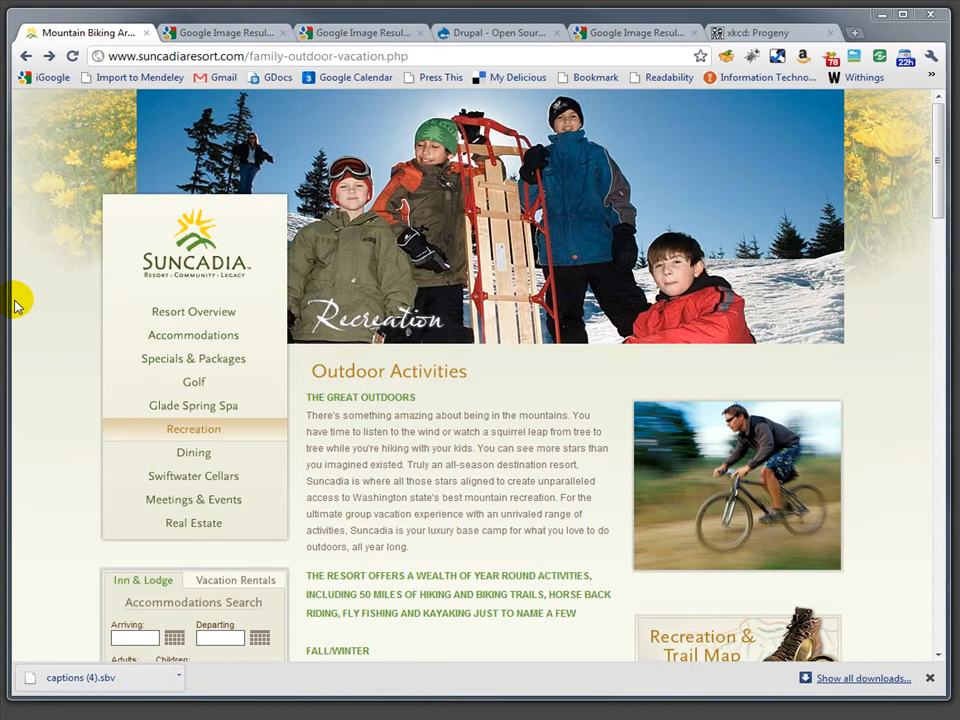 Mountain Biking Ar...
Google Image Resul...
Google Image Resul...
Drupal - Open Sour...
Google Image Resul...
xkcd: Progeny
www.suncadiaresort.com/family-outdoor-vacation.php
78
22h
iGoogle
Import to Mendeley
Gmail
GDocs
3
Google Calendar
Press This
My Delicious
Bookmark
Readability
Information Techno...
W Withings
»
SUNCADIA
RESORT · COMMUNITY · LEGACY
Resort Overview
Accommodations
Specials & Packages
Golf
Glade Spring Spa
Recreation
Dining
Swiftwater Cellars
Meetings & Events
Real Estate
Inn & Lodge
Vacation Rentals
Accommodations Search
Arriving:
Departing
Adults:
Children:
Recreation
Outdoor Activities
THE GREAT OUTDOORS
There's something amazing about being in the mountains. You
have time to listen to the wind or watch a squirrel leap from tree to
tree while you're hiking with your kids. You can see more stars than
you imagined existed. Truly an all-season destination resort,
Suncadia is where all those stars aligned to create unparalleled
access to Washington state's best mountain recreation. For the
ultimate group vacation experience with an unrivaled range of
activities, Suncadia is your luxury base camp for what you love to do
outdoors, all year long.
THE RESORT OFFERS A WEALTH OF YEAR ROUND ACTIVITIES,
INCLUDING 50 MILES OF HIKING AND BIKING TRAILS, HORSE BACK
RIDING, FLY FISHING AND KAYAKING JUST TO NAME A FEW
FALL/WINTER
Recreation &
Trail Map
captions (4).sbv
Show all downloads...